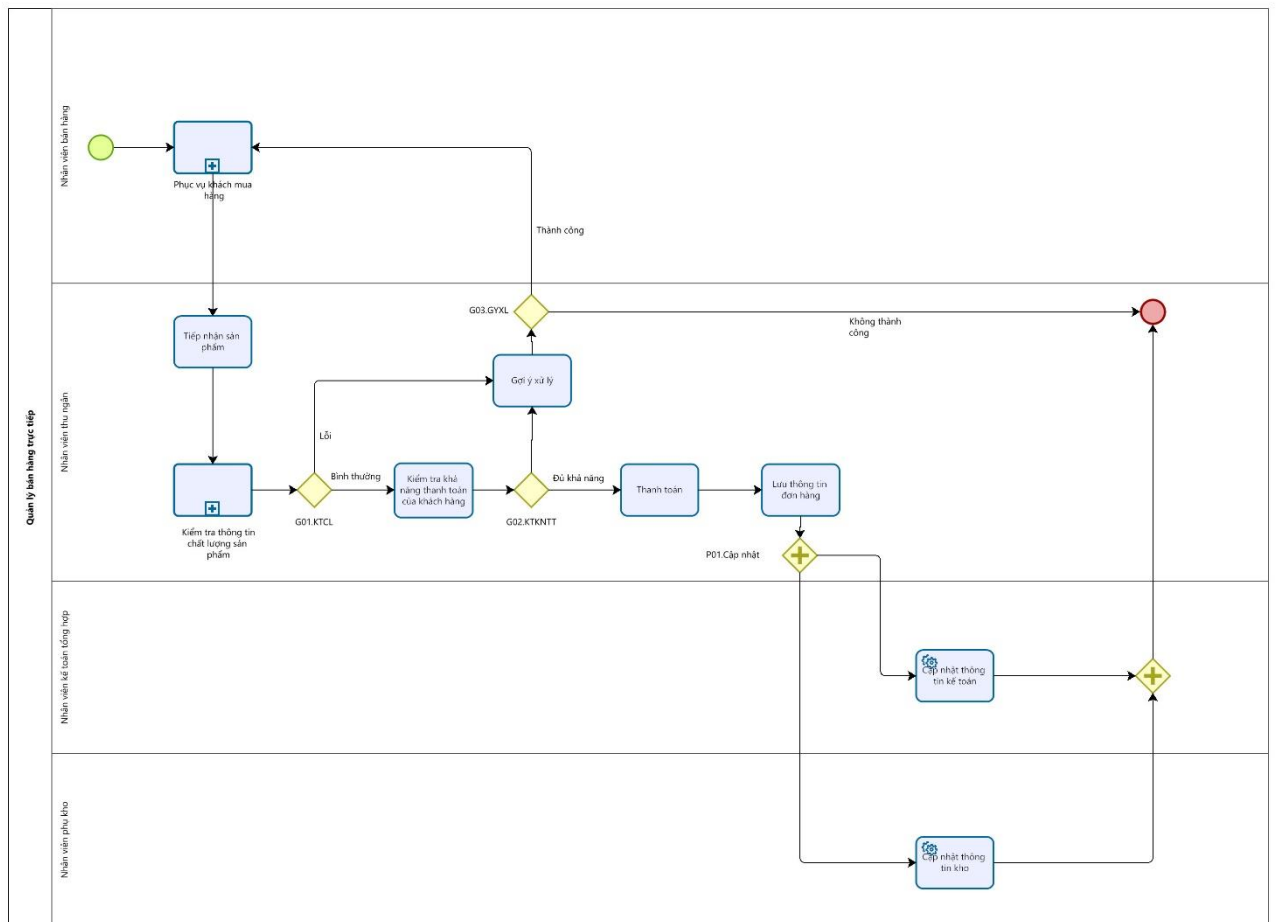 Quản lý bán hàng trực tiếp
Nhân viên bán hàng
Phục vụ khách mua
hàng
Thành công
Nhân viên thu ngân
G03.GYXL
Không thành
công
Tiếp nhận sản
phẩm
Gợi ý xử lý
Lỗi
Bình thường
Kiểm tra khả
năng thanh toán
của khách hàng
Đủ khả năng
Thanh toán
Lưu thông tin
đơn hàng
G01.KTCL
G02.KTKNTT
Kiểm tra thông tin
chất lượng sản
phẩm
P01.Cập nhật
Nhân viên kế toán tổng hợp
Cập nhật thông
tin kế toán
Nhân viên phụ kho
Cập nhật thông
tin kho